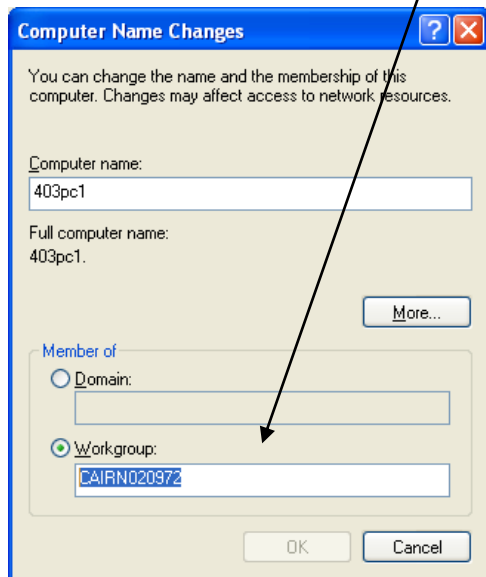 Computer Name Changes
You can change the name and the membership of this
computer. Changes may affect access to network resources.
Computer name:
403pc1
Full computer name:
403pc1.
More...
Member of
Domain:
Workgroup:
CAIRN020972
OK
Cancel